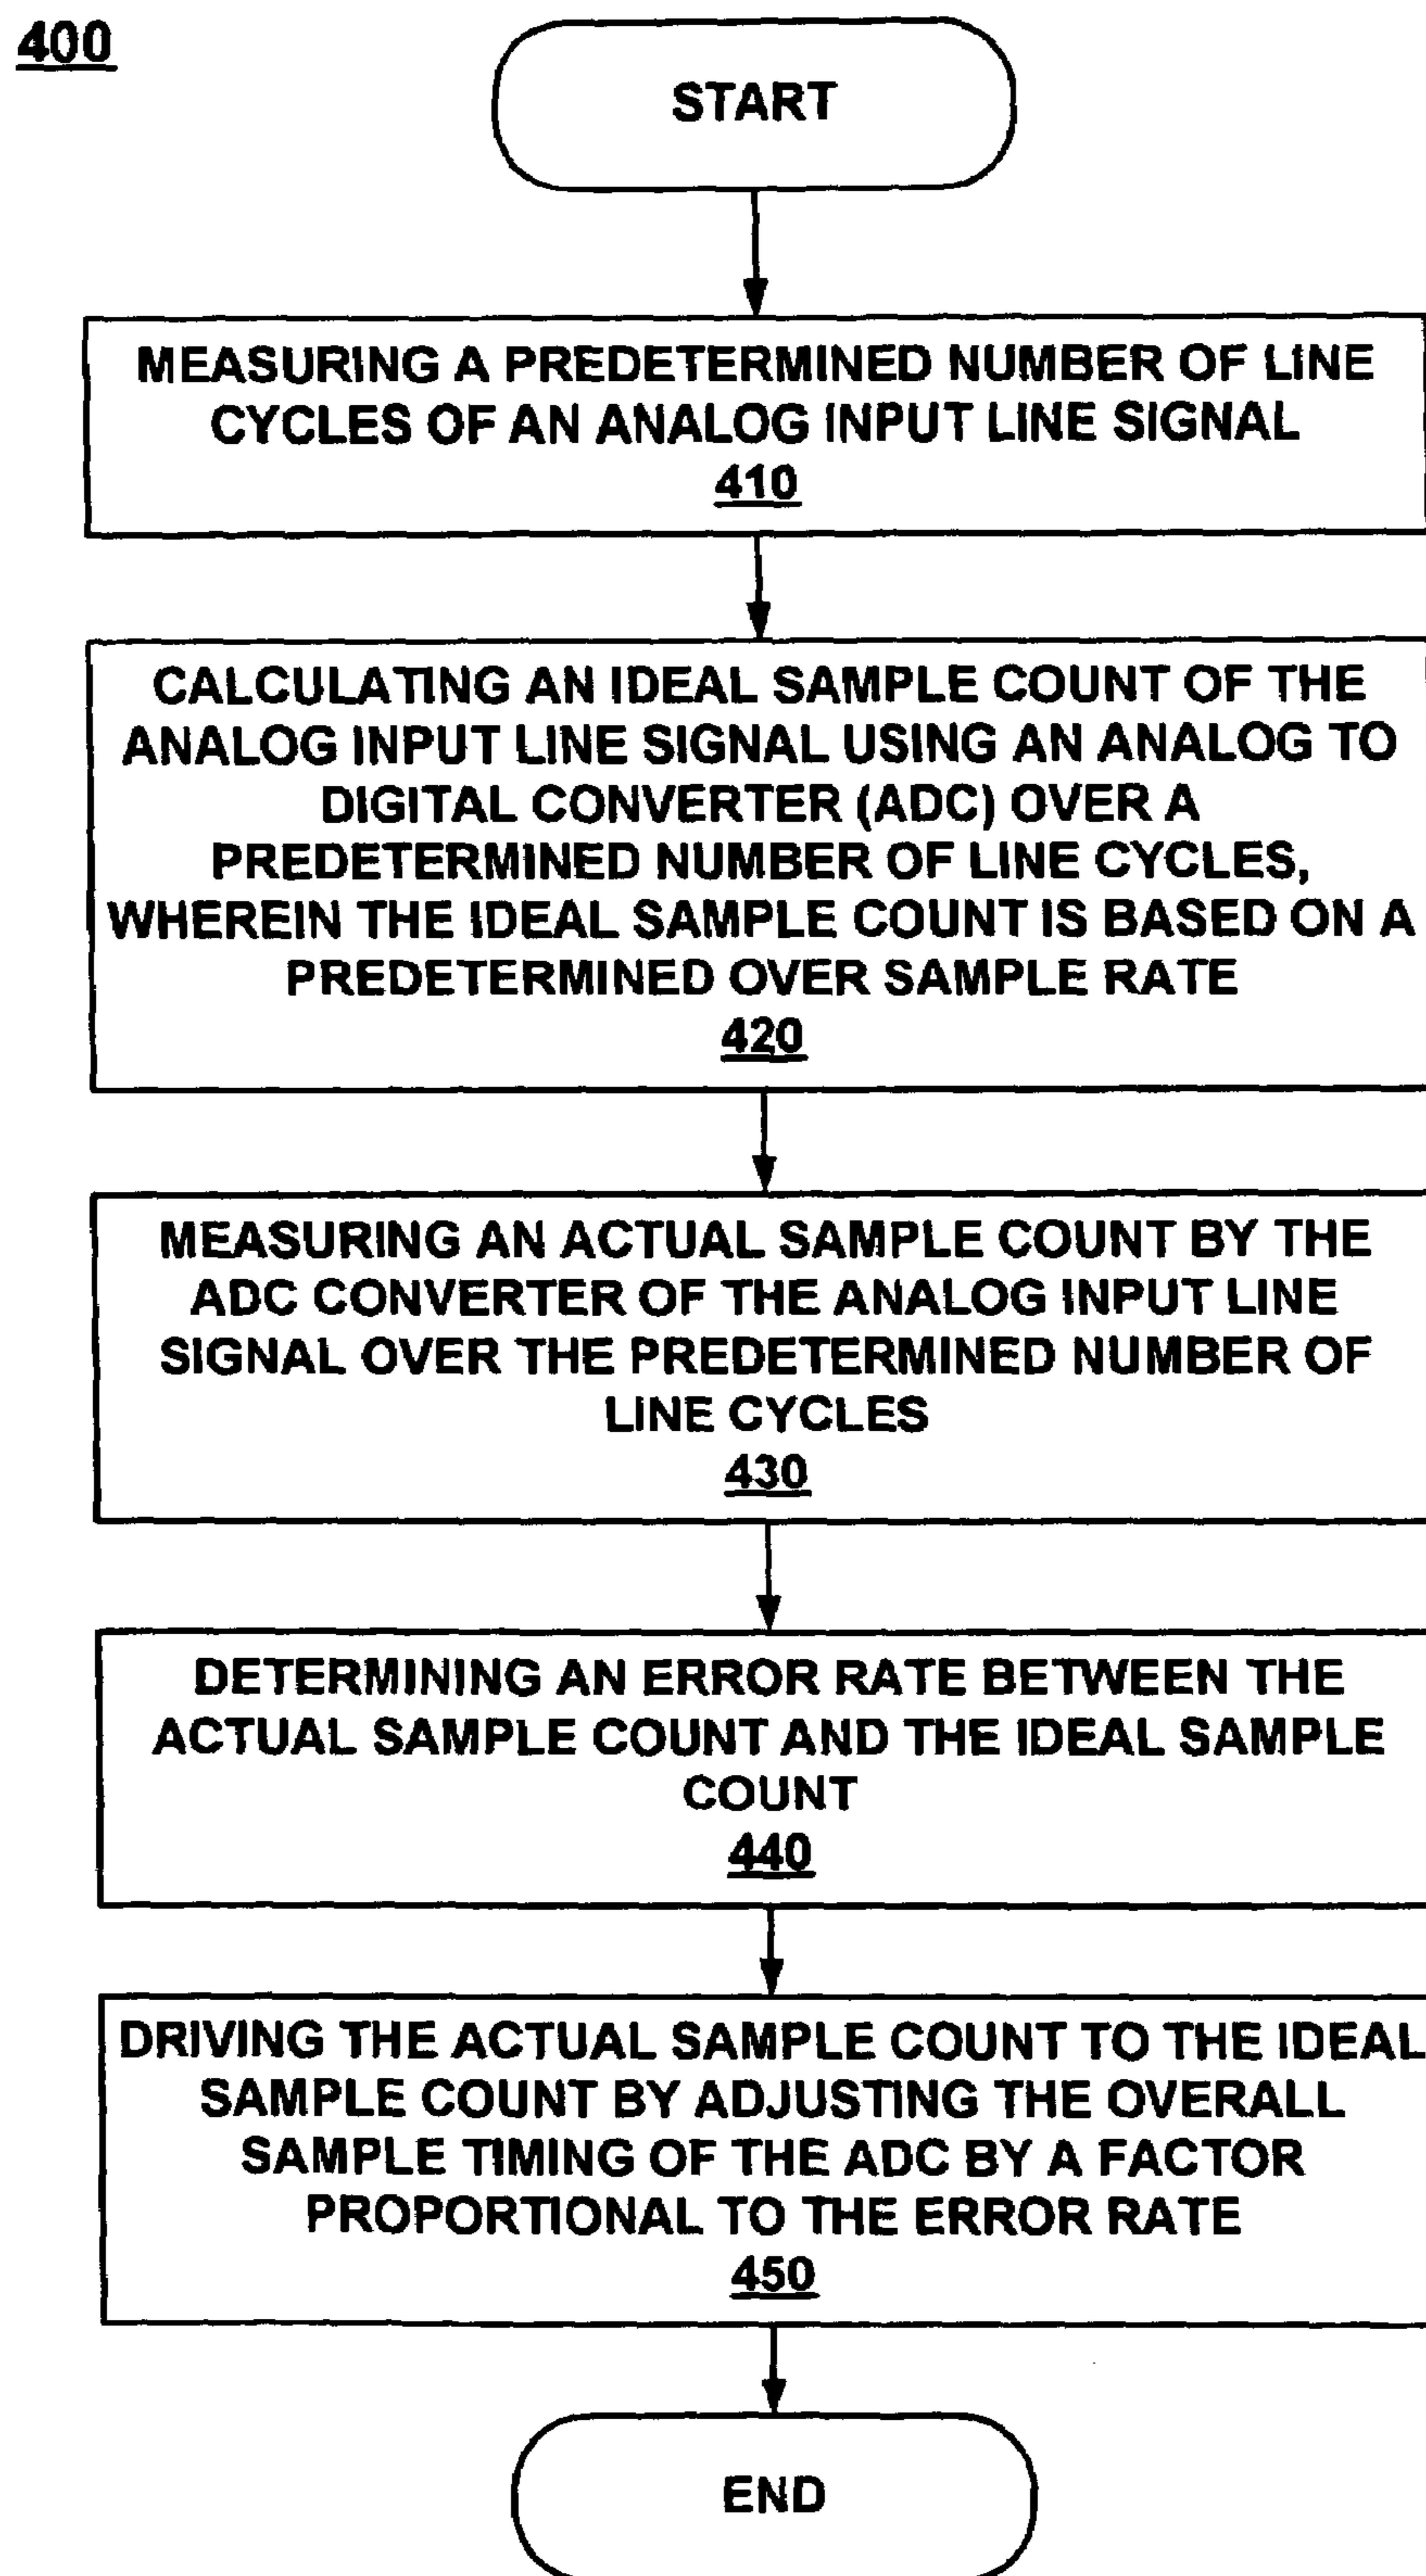 400
START
MEASURING A PREDETERMINED NUMBER OF LINE
CYCLES OF AN ANALOG INPUT LINE SIGNAL
410
CALCULATING AN IDEAL SAMPLE COUNT OF THE
ANALOG INPUT LINE SIGNAL USING AN ANALOG TO
DIGITAL CONVERTER (ADC) OVER A
PREDETERMINED NUMBER OF LINE CYCLES,
WHEREIN THE IDEAL SAMPLE COUNT IS BASED ON A
PREDETERMINED OVER SAMPLE RATE
420
MEASURING AN ACTUAL SAMPLE COUNT BY THE
ADC CONVERTER OF THE ANALOG INPUT LINE
SIGNAL OVER THE PREDETERMINED NUMBER OF
LINE CYCLES
430
DETERMINING AN ERROR RATE BETWEEN THE
ACTUAL SAMPLE COUNT AND THE IDEAL SAMPLE
COUNT
440
DRIVING THE ACTUAL SAMPLE COUNT TO THE IDEAL
SAMPLE COUNT BY ADJUSTING THE OVERALL
SAMPLE TIMING OF THE ADC BY A FACTOR
PROPORTIONAL TO THE ERROR RATE
450
END